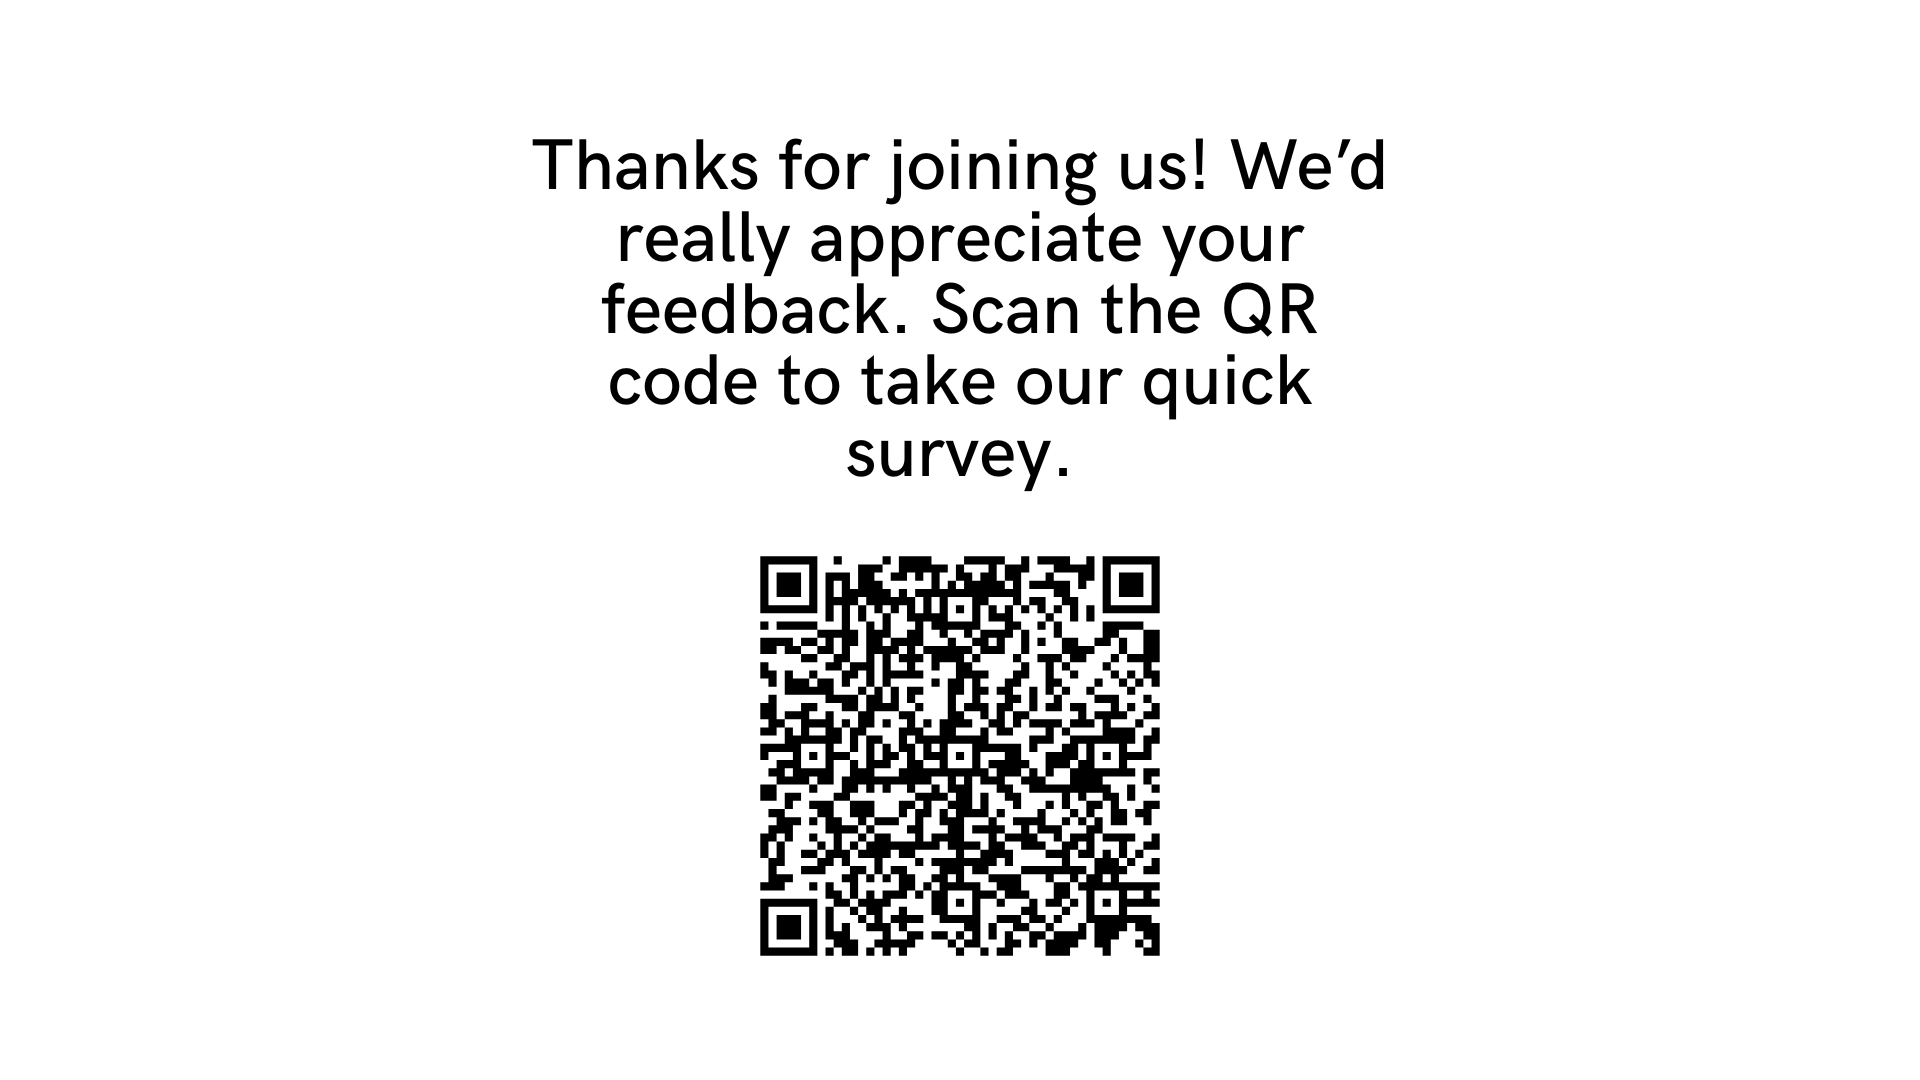 Thanks for joining us! We’d
really appreciate your
feedback. Scan the QR
code to take our quick
survey.